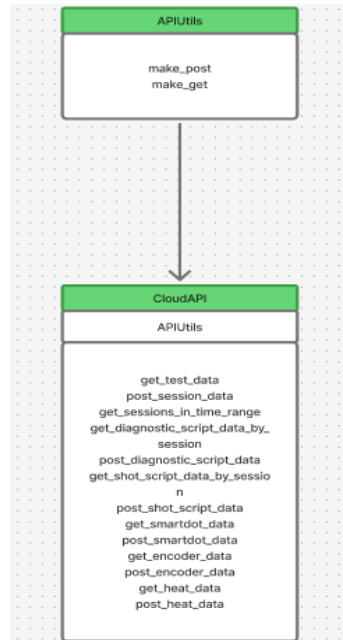 APIUtils
make_post
make_get
CloudAPI
APIUtils
get_test_data
post_session_data
get_sessions_in_time_range
get_diagnostic_script_data_by_
session
post_diagnostic_script_data
get_shot_script_data_by_sessio
n
post_shot_script_data
get_smartdot_data
post_smartdot_data
get_encoder_data
post_encoder_data
get_heat_data
post_heat_data